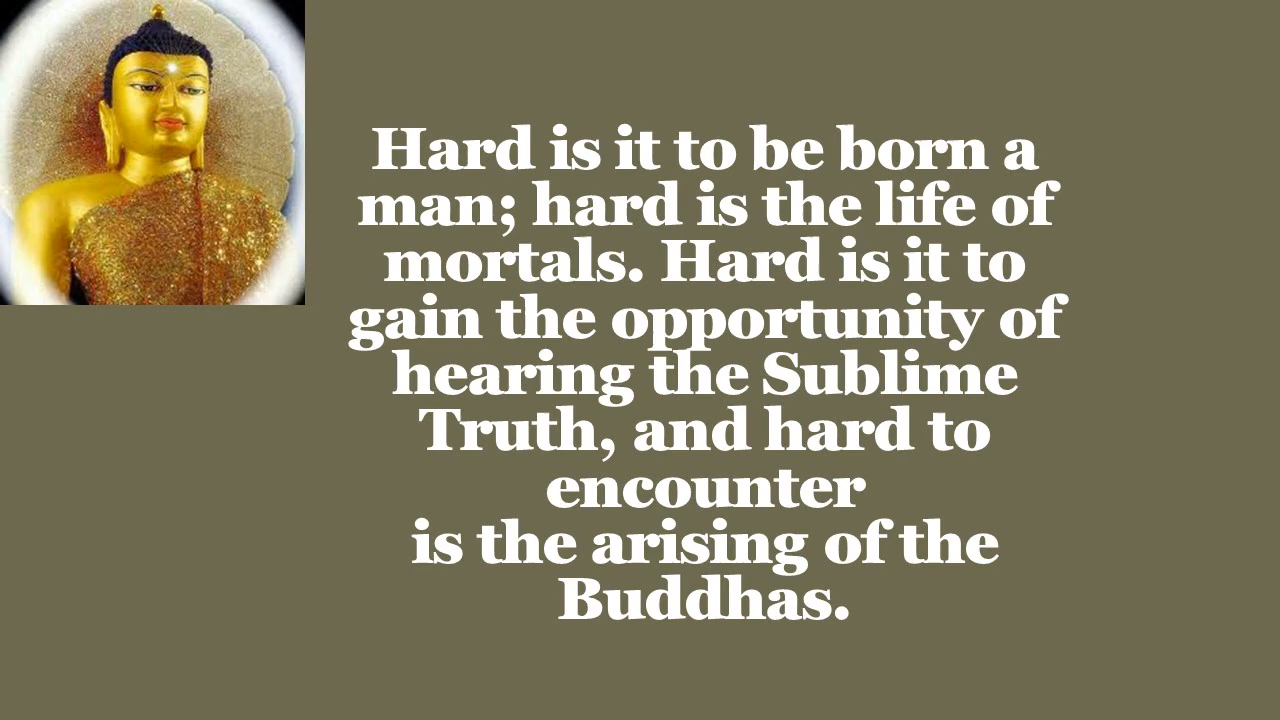 Hard is it to be born a
man; hard is the life of
mortals. Hard is it to
gain the opportunity of
hearing the Sublime
Truth, and hard to
encounter
is the arising of the
Buddhas.